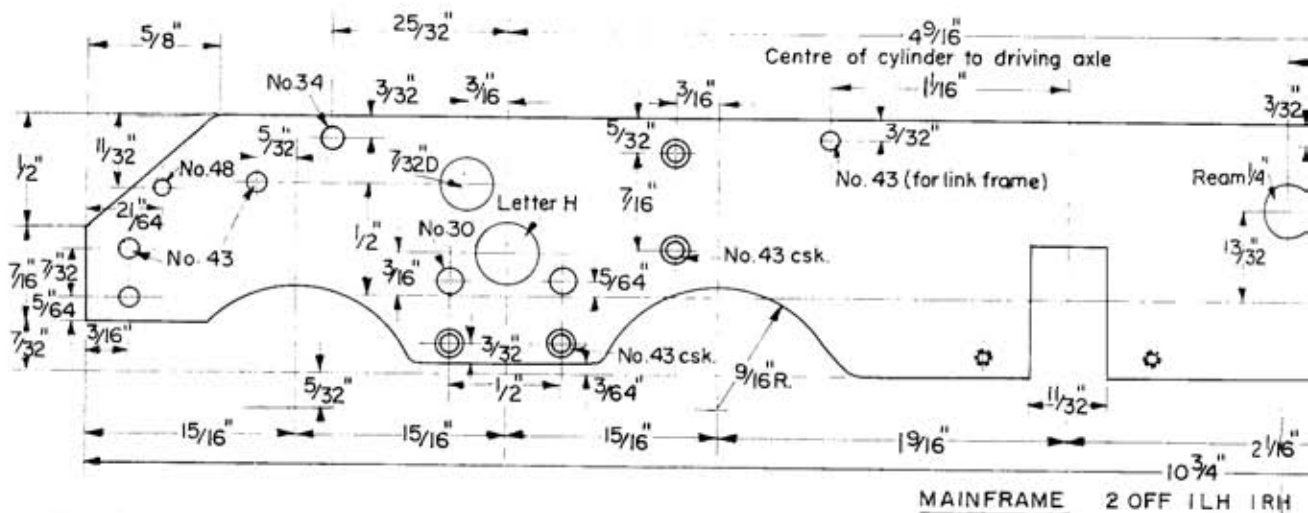 5/8"
25/32"
4 9/16"
Centre of cylinder to driving axle
No.34
3/32"
3/16"
3/16"
1 1/16"
3/32"
1/2"
11/32"
5/32"
5/32"
3/32"
No.48
7/32D
No. 43 (for link frame)
Ream 1/4"
21/64"
Letter H
7/16"
1/2"
No.30
13/32"
No. 43
7/16"
7/32"
3/16"
5/64"
No.43 csk.
5/64"
7/32"
3/16"
3/32"
No.43 csk.
5/32"
1/2"
3/64"
9/16"R.
11/32"
15/16"
15/16"
15/16"
1 9/16"
2 1/16"
10 3/4"
MAINFRAME 2 OFF 1LH 1RH